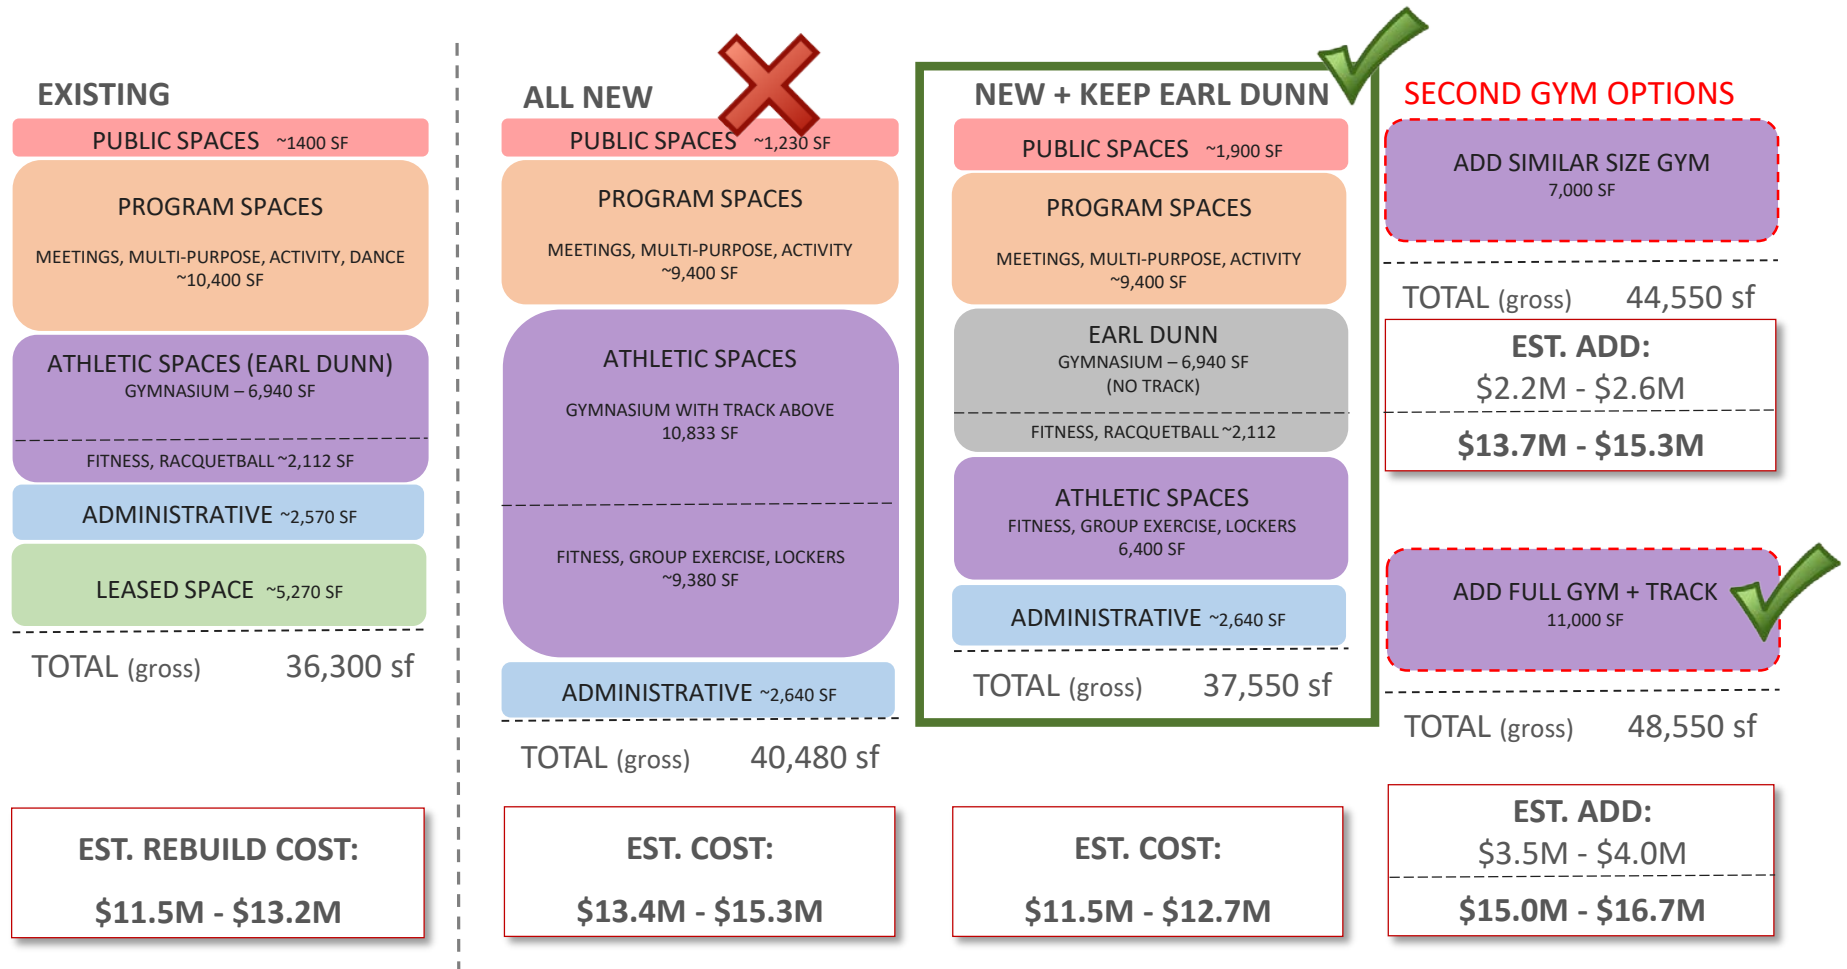 EXISTING
PUBLIC SPACES ~1400 SF
PROGRAM SPACES
MEETINGS, MULTI-PURPOSE, ACTIVITY, DANCE
~10,400 SF
ATHLETIC SPACES (EARL DUNN)
GYMNASIUM – 6,940 SF
FITNESS, RACQUETBALL ~2,112 SF
ADMINISTRATIVE ~2,570 SF
LEASED SPACE ~5,270 SF
TOTAL (gross) 36,300 sf
EST. REBUILD COST:
$11.5M - $13.2M
ALL NEW
PUBLIC SPACES ~1,230 SF
PROGRAM SPACES
MEETINGS, MULTI-PURPOSE, ACTIVITY
~9,400 SF
ATHLETIC SPACES
GYMNASIUM WITH TRACK ABOVE
10,833 SF
FITNESS, GROUP EXERCISE, LOCKERS
~9,380 SF
ADMINISTRATIVE ~2,640 SF
TOTAL (gross) 40,480 sf
EST. COST:
$13.4M - $15.3M
NEW + KEEP EARL DUNN
PUBLIC SPACES ~1,900 SF
PROGRAM SPACES
MEETINGS, MULTI-PURPOSE, ACTIVITY
~9,400 SF
EARL DUNN
GYMNASIUM – 6,940 SF
(NO TRACK)
FITNESS, RACQUETBALL ~2,112
ATHLETIC SPACES
FITNESS, GROUP EXERCISE, LOCKERS
6,400 SF
ADMINISTRATIVE ~2,640 SF
TOTAL (gross) 37,550 sf
EST. COST:
$11.5M - $12.7M
SECOND GYM OPTIONS
ADD SIMILAR SIZE GYM
7,000 SF
TOTAL (gross) 44,550 sf
EST. ADD:
$2.2M - $2.6M
$13.7M - $15.3M
ADD FULL GYM + TRACK
11,000 SF
TOTAL (gross) 48,550 sf
EST. ADD:
$3.5M - $4.0M
$15.0M - $16.7M